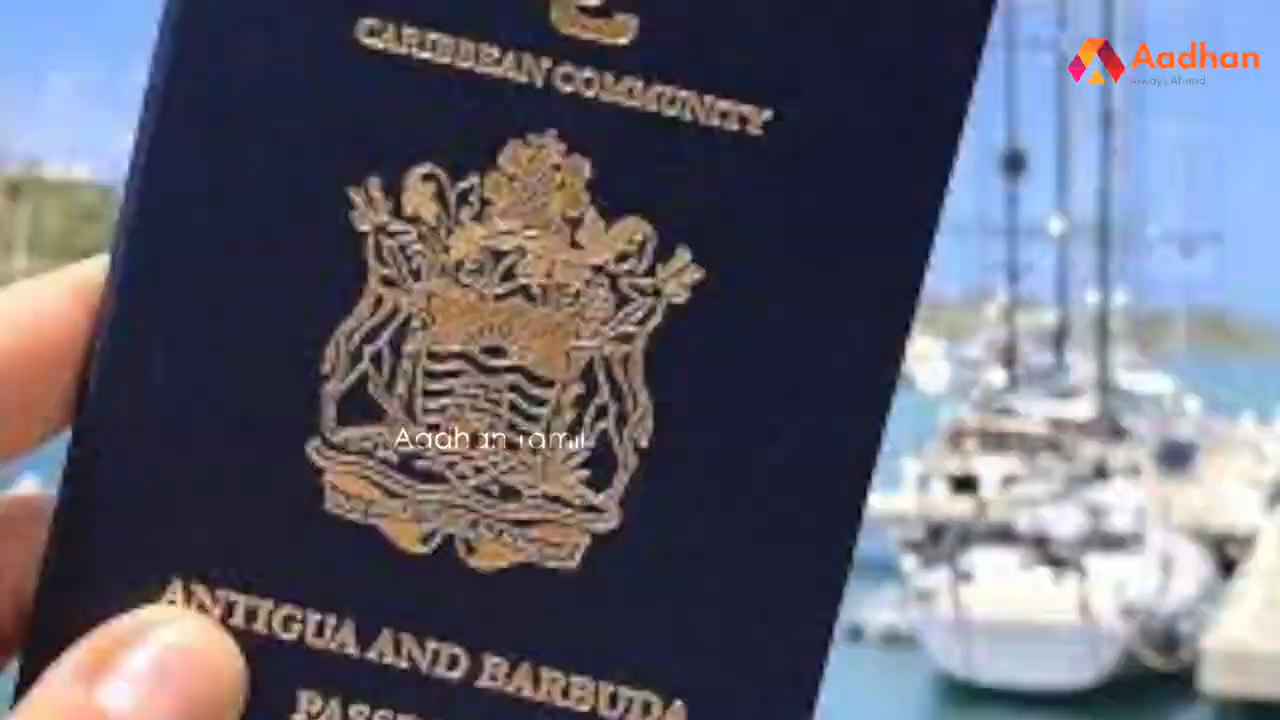 CARIBBEAN COMMUNITY
Aadhan
Always Ahead
Aadhan Tamil
ANTIGUA AND BARBUDA